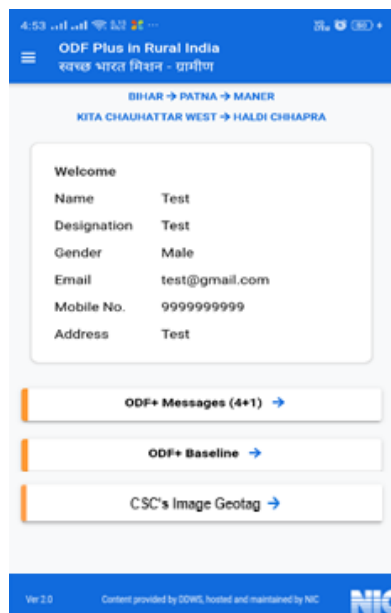 4:53
ODF Plus in Rural India
स्वच्छ भारत मिशन - ग्रामीण
BIHAR → PATNA → MANER
KITA CHAUHATTAR WEST → HALDI CHHAPRA
Welcome
Name Test
Designation Test
Gender Male
Email test@gmail.com
Mobile No. 9999999999
Address Test
ODF+ Messages (4+1) →
ODF+ Baseline →
CSC's Image Geotag →
Ver 2.0 Content provided by DDWS, hosted and maintained by NIC NIC